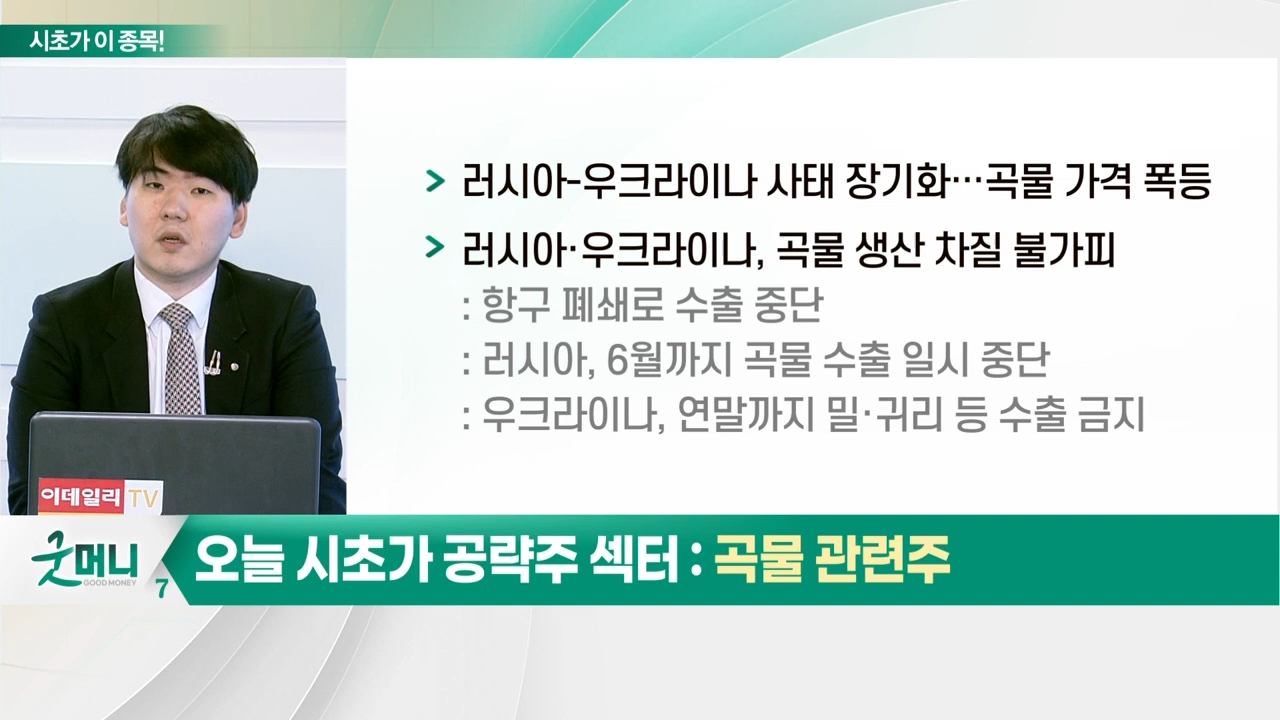 시초가 이 종목!
> 러시아-우크라이나 사태 장기화…곡물 가격 폭등
> 러시아·우크라이나, 곡물 생산 차질 불가피
: 항구 폐쇄로 수출 중단
: 러시아, 6월까지 곡물 수출 일시 중단
: 우크라이나, 연말까지 밀·귀리 등 수출 금지
이데일리 TV
굿머니
GOOD MONEY
7
오늘 시초가 공략주 섹터 : 곡물 관련주